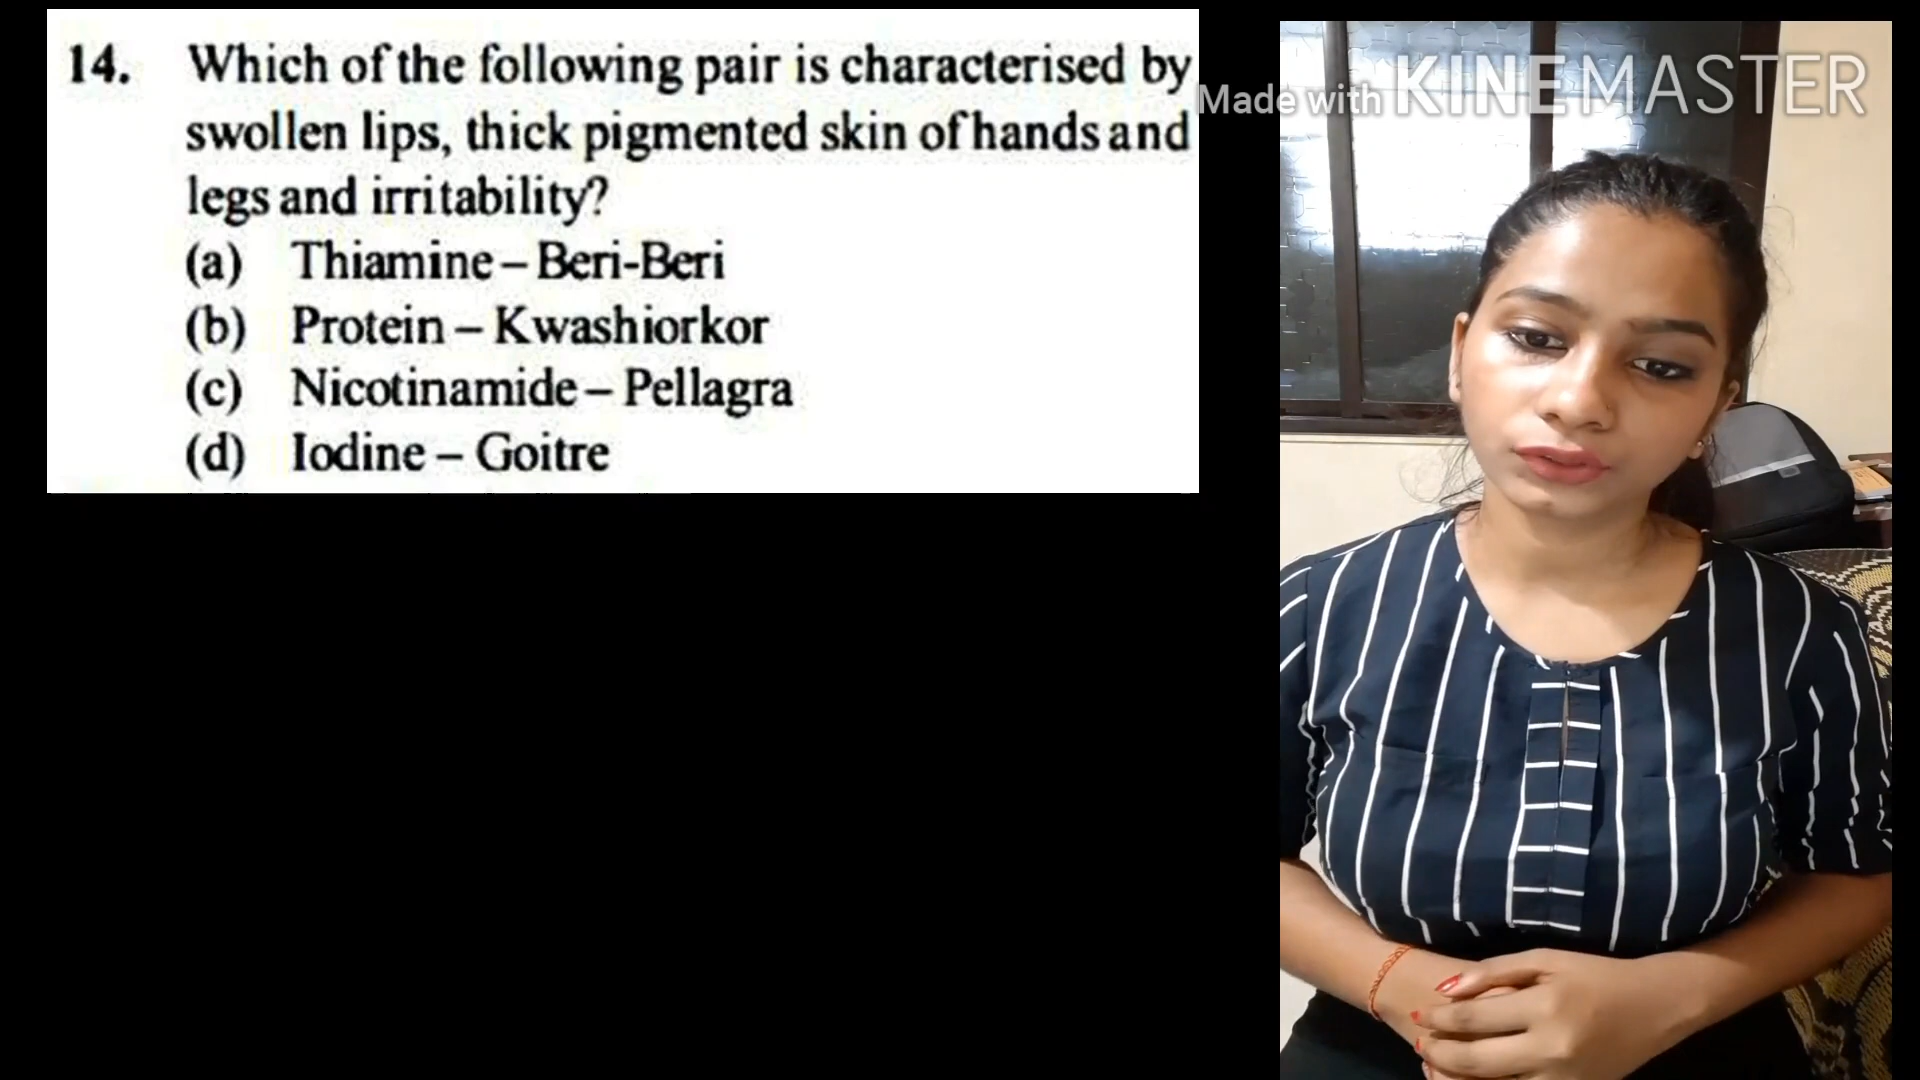 14. Which of the following pair is characterised by
swollen lips, thick pigmented skin of hands and
legs and irritability?
(a) Thiamine – Beri-Beri
(b) Protein – Kwashiorkor
(c) Nicotinamide – Pellagra
(d) Iodine – Goitre
Made with KINEMASTER